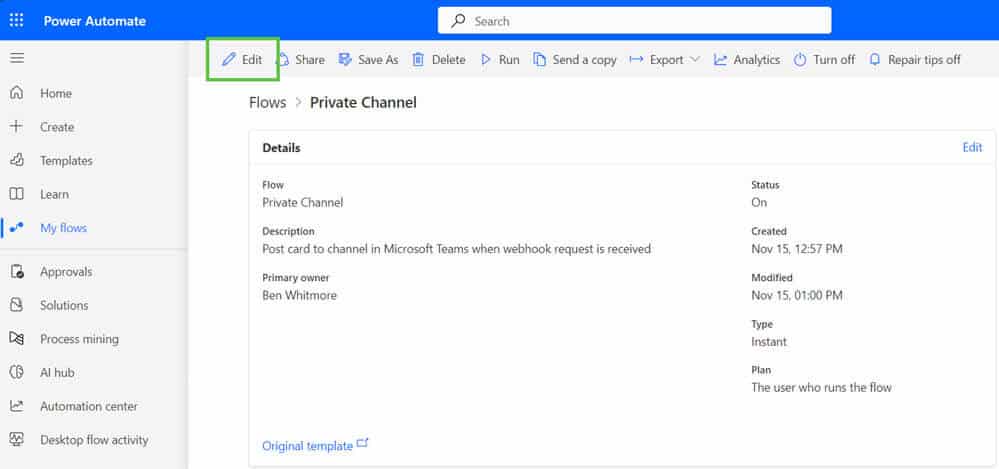 Power Automate
Search
Edit Share Save As Delete Run Send a copy Export Analytics Turn off Repair tips off
Home
Create
Templates
Learn
My flows
Approvals
Solutions
Process mining
AI hub
Automation center
Desktop flow activity
Flows > Private Channel
Details
Edit
Flow
Private Channel
Description
Post card to channel in Microsoft Teams when webhook request is received
Primary owner
Ben Whitmore
Status
On
Created
Nov 15, 12:57 PM
Modified
Nov 15, 01:00 PM
Type
Instant
Plan
The user who runs the flow
Original template